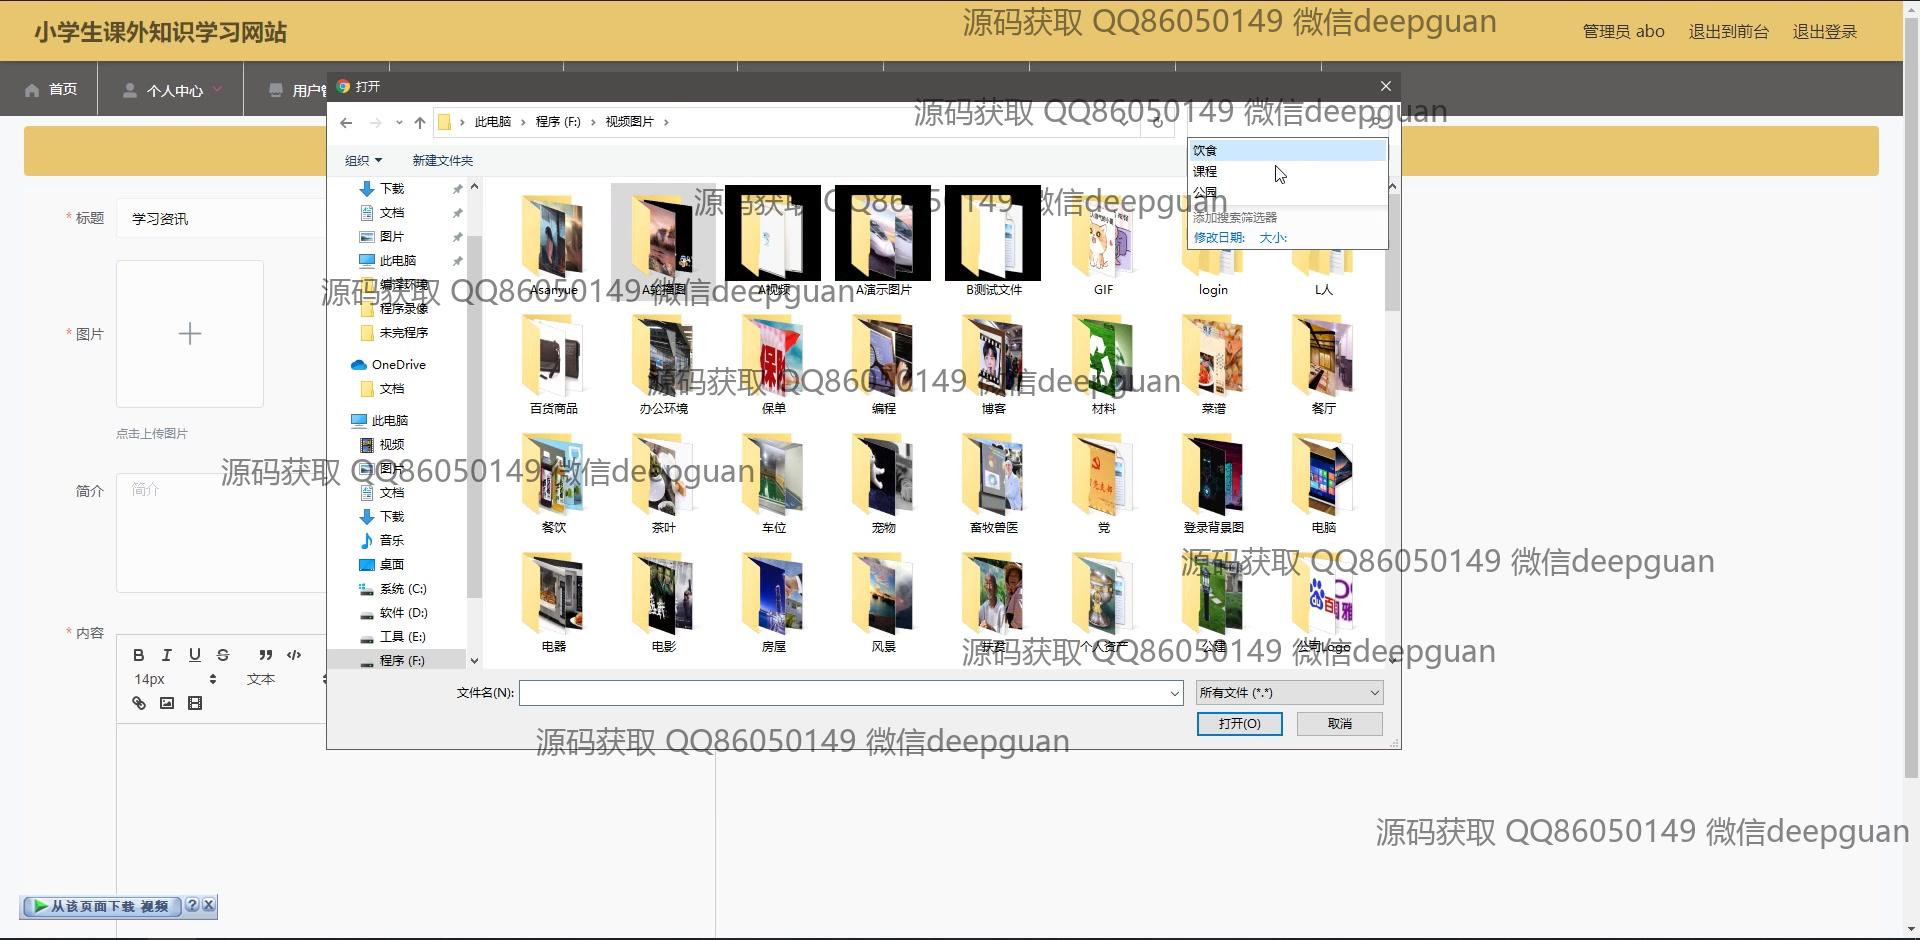 小学生课外知识学习网站
源码获取 QQ86050149 微信deepguan
管理员 abo
退出到前台
退出登录
首页
个人中心
用户管
打开
此电脑 › 程序 (F:) › 视频图片 ›
源码获取 QQ86050149 微信deepguan
组织
新建文件夹
饮食
课程
公园
添加搜索筛选器
修改日期:
大小:
* 标题
学习资讯
* 图片
点击上传图片
简介
简介
* 内容
14px
文本
下载
文档
图片
此电脑
编译环境
程序录像
未完程序
OneDrive
文档
此电脑
视频
图片
文档
下载
音乐
桌面
系统 (C:)
软件 (D:)
工具 (E:)
程序 (F:)
源码获取 QQ86050149 微信deepguan
Asanyue
A轮播图
A视频
A演示图片
B测试文件
GIF
login
L人
源码获取 QQ86050149 微信deepguan
百货商品
办公环境
保单
编程
博客
材料
菜谱
餐厅
源码获取 QQ86050149 微信deepguan
餐饮
茶叶
车位
宠物
畜牧兽医
党
登录背景图
电脑
源码获取 QQ86050149 微信deepguan
源码获取 QQ86050149 微信deepguan
电器
电影
房屋
风景
扶贫
个人资产
公建
公司Logo
源码获取 QQ86050149 微信deepguan
文件名(N):
所有文件 (*.*)
打开(O)
取消
源码获取 QQ86050149 微信deepguan
源码获取 QQ86050149 微信deepguan
从该页面下载 视频